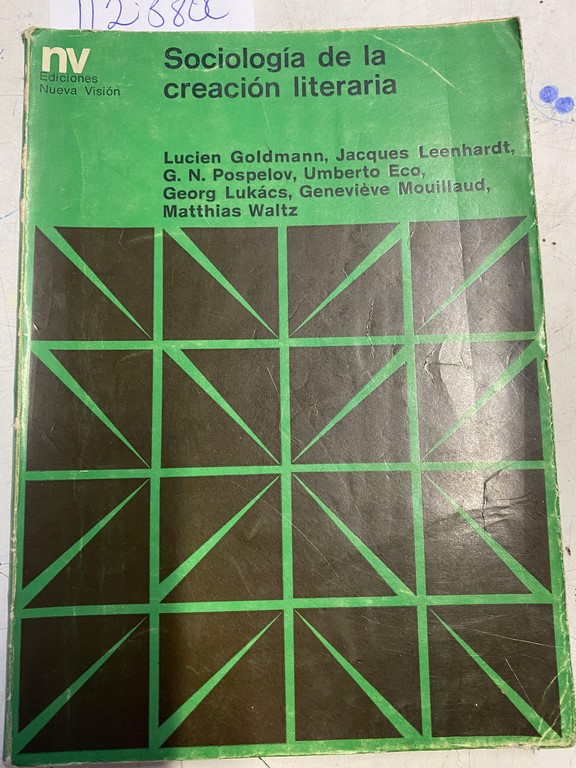 nv
Ediciones
Nueva Visión
Sociología de la
creación literaria
Lucien Goldmann, Jacques Leenhardt,
G. N. Pospelov, Umberto Eco,
Georg Lukács, Geneviève Mouillaud,
Matthias Waltz